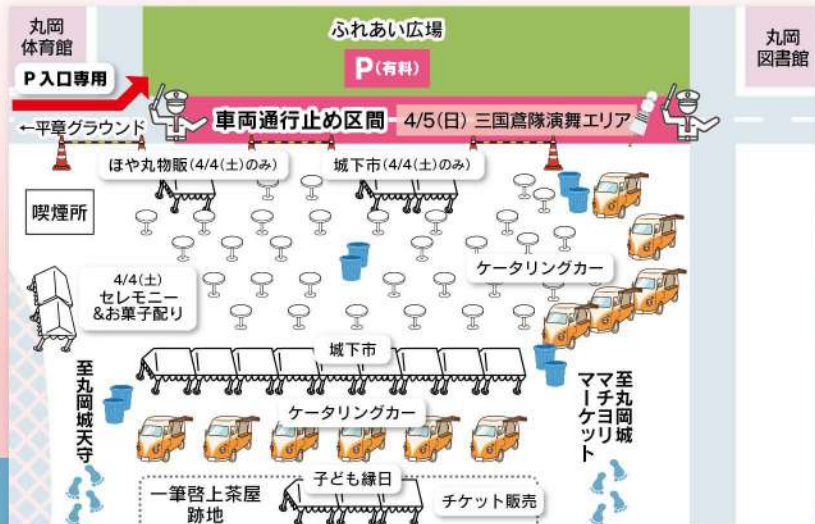 丸岡
体育館
ふれあい広場
P(有料)
丸岡
図書館
P入口専用
←平章グラウンド
車両通行止め区間
4/5(日) 三国鳶隊演舞エリア
ほや丸物販(4/4(土)のみ)
城下市(4/4(土)のみ)
喫煙所
ケータリングカー
4/4(土)
セレモニー
&お菓子配り
城下市
至丸岡城天守
ケータリングカー
至丸岡城
マチヨリ
マーケット
子ども縁日
一筆啓上茶屋
跡地
チケット販売